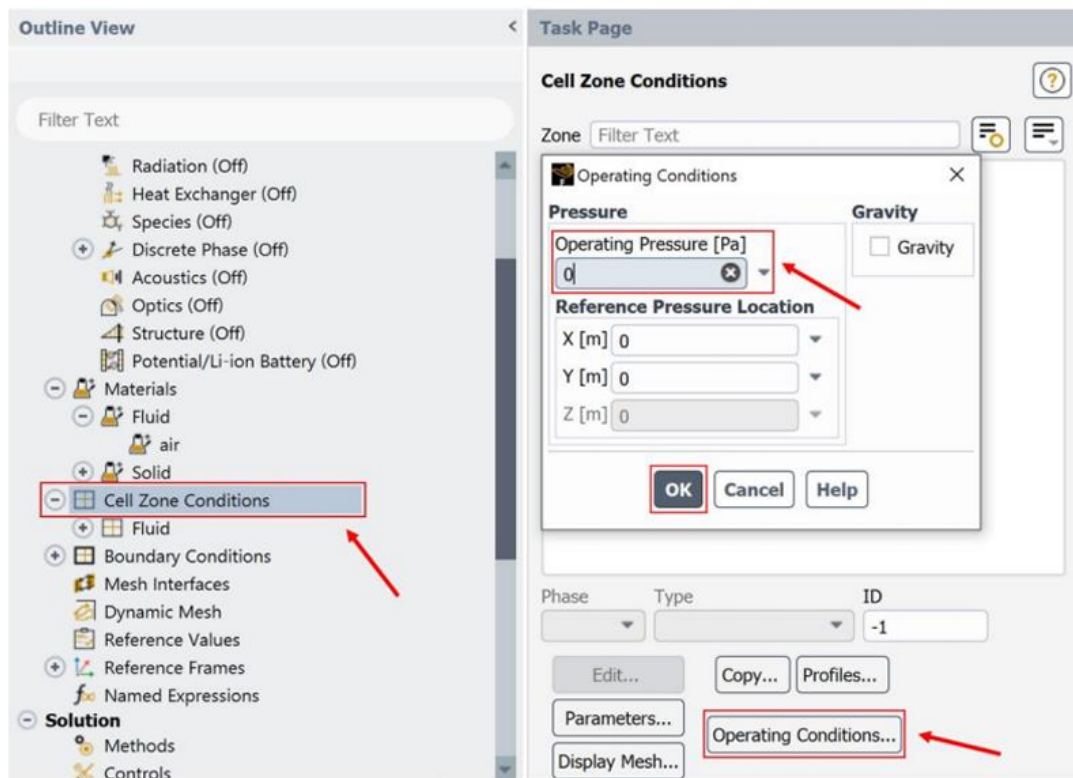 Outline View
<
Filter Text
Radiation (Off)
Heat Exchanger (Off)
Species (Off)
Discrete Phase (Off)
Acoustics (Off)
Optics (Off)
Structure (Off)
Potential/Li-ion Battery (Off)
Materials
Fluid
air
Solid
Cell Zone Conditions
Fluid
Boundary Conditions
Mesh Interfaces
Dynamic Mesh
Reference Values
Reference Frames
Named Expressions
Solution
Methods
Controls
Task Page
Cell Zone Conditions
Zone Filter Text
Operating Conditions
Pressure
Operating Pressure [Pa]
0
Reference Pressure Location
X [m] 0
Y [m] 0
Z [m] 0
Gravity
Gravity
OK Cancel Help
Phase Type ID
-1
Edit... Copy... Profiles...
Parameters... Operating Conditions...
Display Mesh...